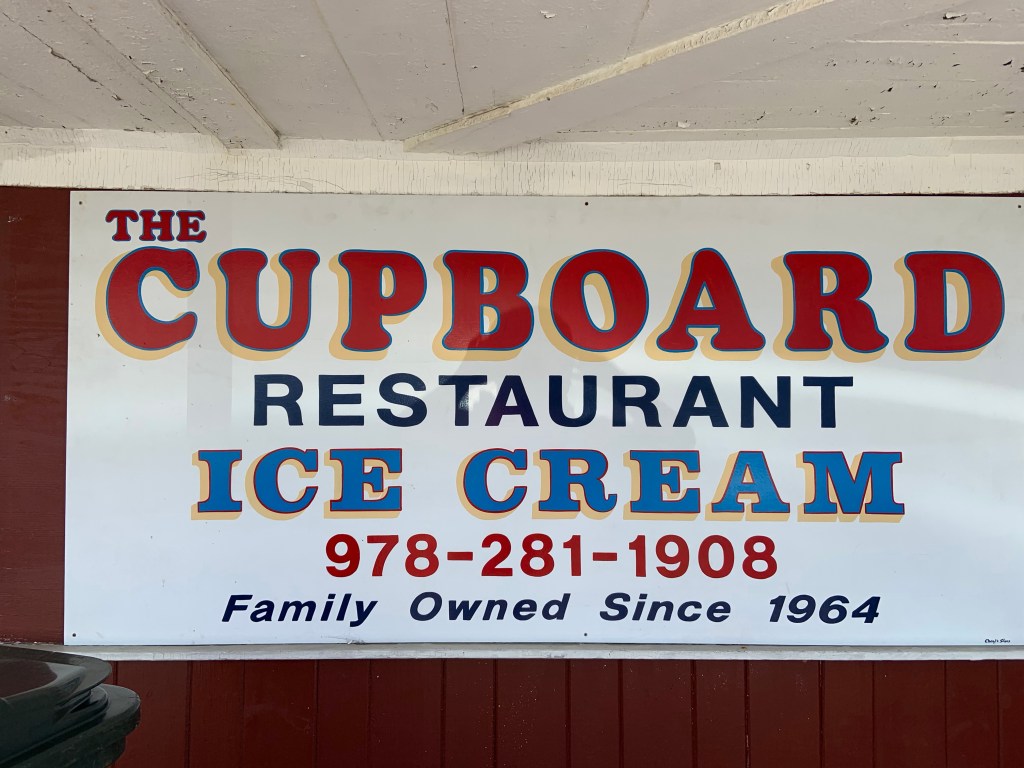 THE
CUPBOARD
RESTAURANT
ICE CREAM
978-281-1908
Family Owned Since 1964